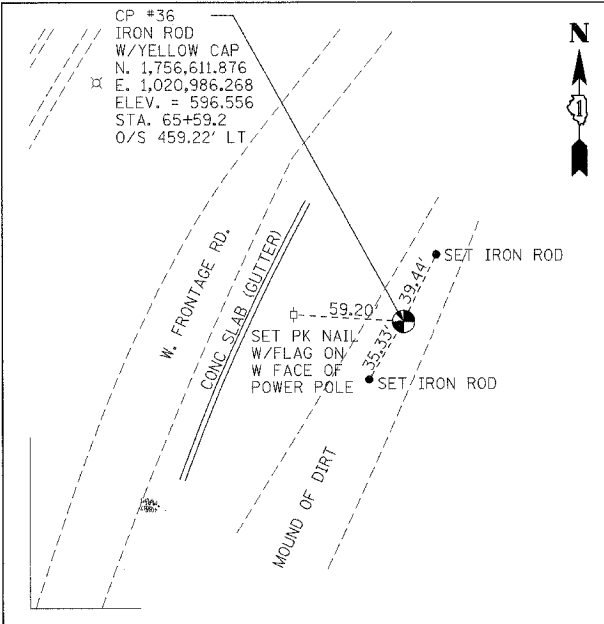 CP #36
IRON ROD
W/YELLOW CAP
N. 1,756,611.876
E. 1,020,986.268
ELEV. = 596.556
STA. 65+59.2
O/S 459.22' LT
N
1
W. FRONTAGE RD.
CONC SLAB (GUTTER)
SET IRON ROD
39.44'
59.20'
SET PK NAIL
W/FLAG ON
W FACE OF
POWER POLE
35.33'
SET IRON ROD
MOUND OF DIRT